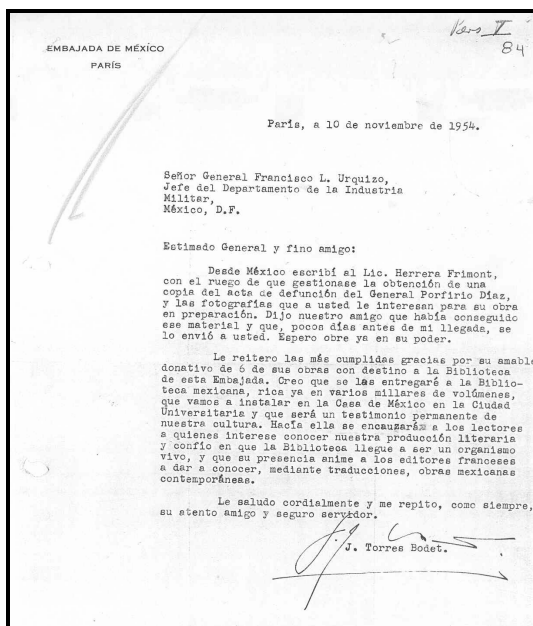 Pers II
84
EMBAJADA DE MÉXICO
PARÍS
París, a 10 de noviembre de 1954.
Señor General Francisco L. Urquizo,
Jefe del Departamento de la Industria
Militar,
México, D.F.
Estimado General y fino amigo:
Desde México escribí al Lic. Herrera Frimont,
con el ruego de que gestionase la obtención de una
copia del acta de defunción del General Porfirio Díaz,
y las fotografías que a usted le interesan para su obra
en preparación. Dijo nuestro amigo que había conseguido
ese material y que, pocos días antes de mi llegada, se
lo envió a usted. Espero obre ya en su poder.
Le reitero las más cumplidas gracias por su amable
donativo de 6 de sus obras con destino a la Biblioteca
de esta Embajada. Creo que se las entregaré a la Biblio-
teca mexicana, rica ya en varios millares de volúmenes,
que vamos a instalar en la Casa de México en la Ciudad
Universitaria y que será un testimonio permanente de
nuestra cultura. Hacía ella se encauzará a los lectores
a quienes interese conocer nuestra producción literaria
y confío en que la Biblioteca llegue a ser un organismo
vivo, y que su presencia anime a los editores franceses
a dar a conocer, mediante traducciones, obras mexicanas
contemporáneas.
Le saludo cordialmente y me repito, como siempre,
su atento amigo y seguro servidor.
J. Torres Bodet.